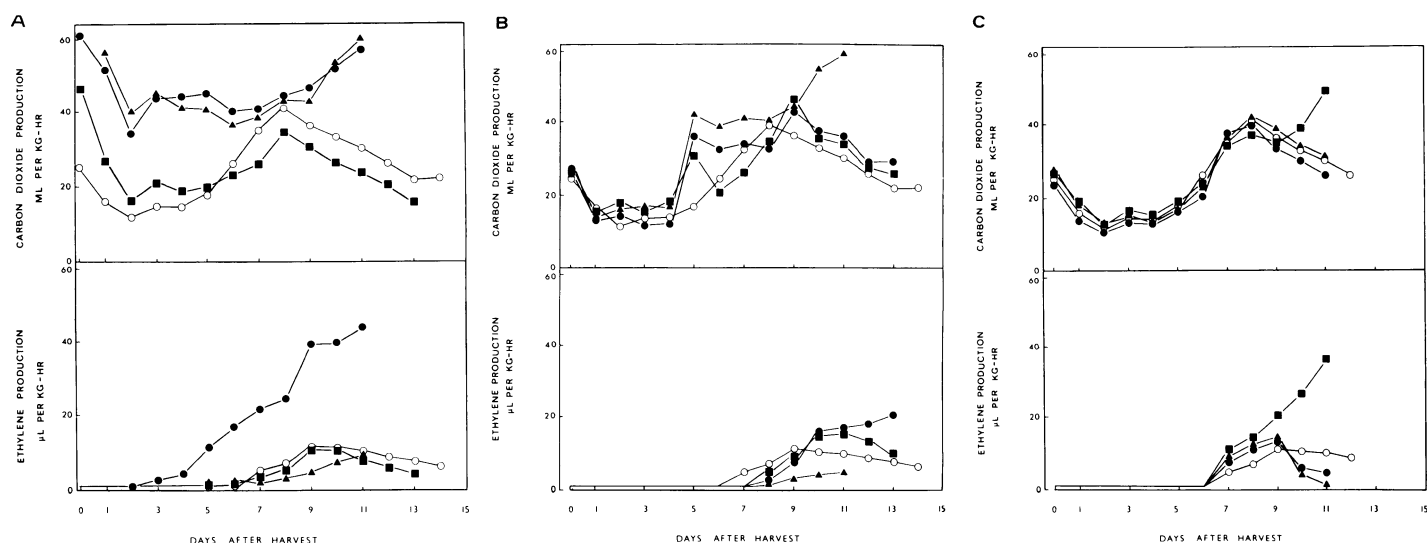 A
CARBON DIOXIDE PRODUCTION
ML PER KG-HR
60
40
20
0
ETHYLENE PRODUCTION
µL PER KG-HR
60
40
20
0
0 1 3 5 7 9 11 13 15
DAYS AFTER HARVEST
B
CARBON DIOXIDE PRODUCTION
ML PER KG-HR
60
40
20
0
ETHYLENE PRODUCTION
µL PER KG-HR
60
40
20
0
0 1 3 5 7 9 11 13 15
DAYS AFTER HARVEST
C
CARBON DIOXIDE PRODUCTION
ML PER KG-HR
60
40
20
0
ETHYLENE PRODUCTION
µL PER KG-HR
60
40
20
0
0 1 3 5 7 9 11 13 15
DAYS AFTER HARVEST